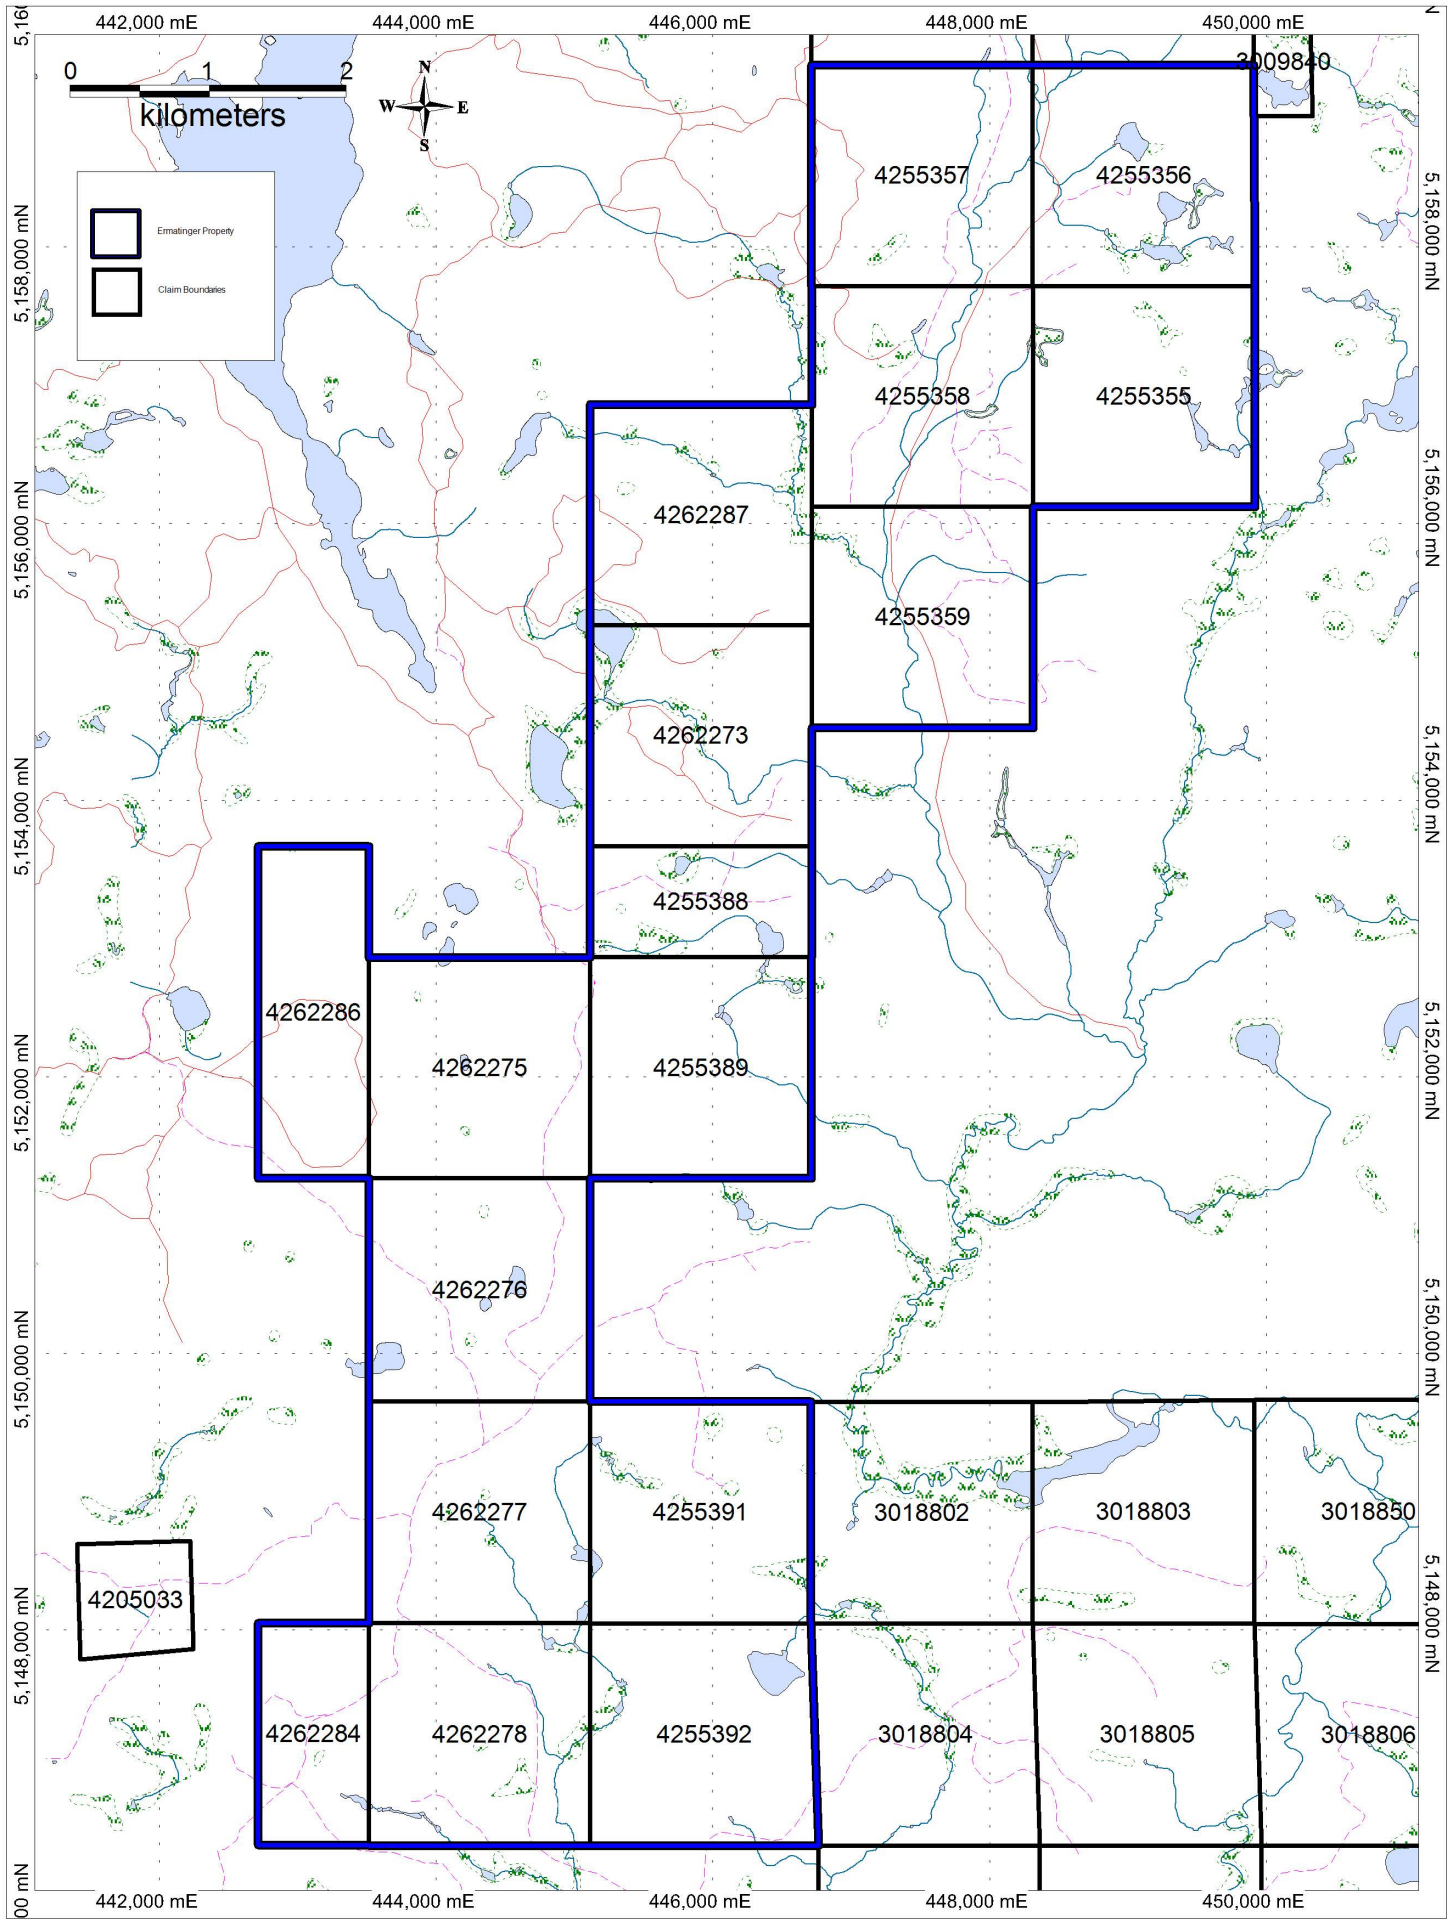 442,000 mE 444,000 mE 446,000 mE 448,000 mE 450,000 mE
5,160
N
0 1 2
kilometers
N
W E
S
3009840
4255357 4255356
Ermatinger Property
Claim Boundaries
5,158,000 mN
5,158,000 mN
4255358 4255355
4262287
5,156,000 mN
5,156,000 mN
4255359
4262273
5,154,000 mN
5,154,000 mN
4255388
4262286
4262275 4255389
5,152,000 mN
5,152,000 mN
4262276
5,150,000 mN
5,150,000 mN
4262277 4255391 3018802 3018803 3018850
4205033
5,148,000 mN
5,148,000 mN
4262284 4262278 4255392 3018804 3018805 3018806
00 mN
442,000 mE 444,000 mE 446,000 mE 448,000 mE 450,000 mE